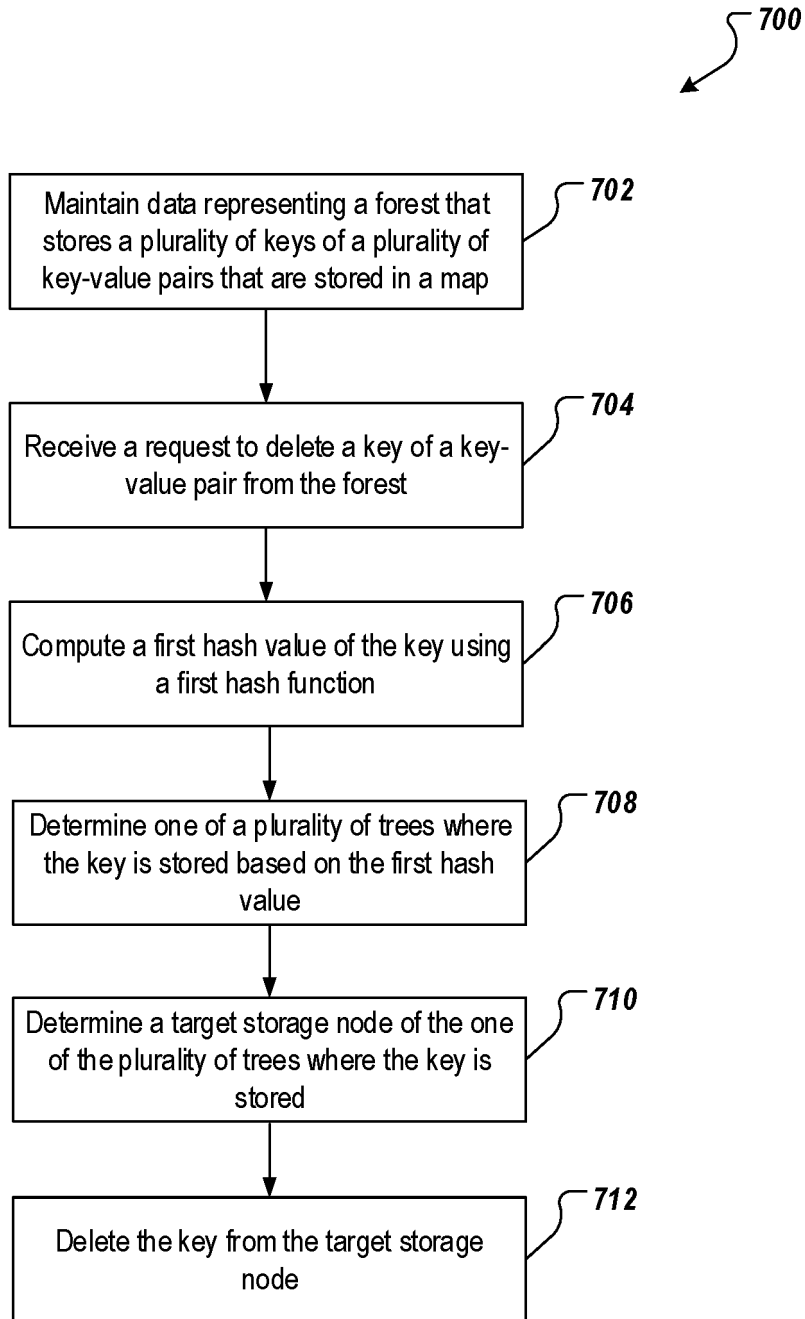 700
Maintain data representing a forest that
stores a plurality of keys of a plurality of
key-value pairs that are stored in a map
702
Receive a request to delete a key of a key-
value pair from the forest
704
Compute a first hash value of the key using
a first hash function
706
Determine one of a plurality of trees where
the key is stored based on the first hash
value
708
Determine a target storage node of the one
of the plurality of trees where the key is
stored
710
Delete the key from the target storage
node
712